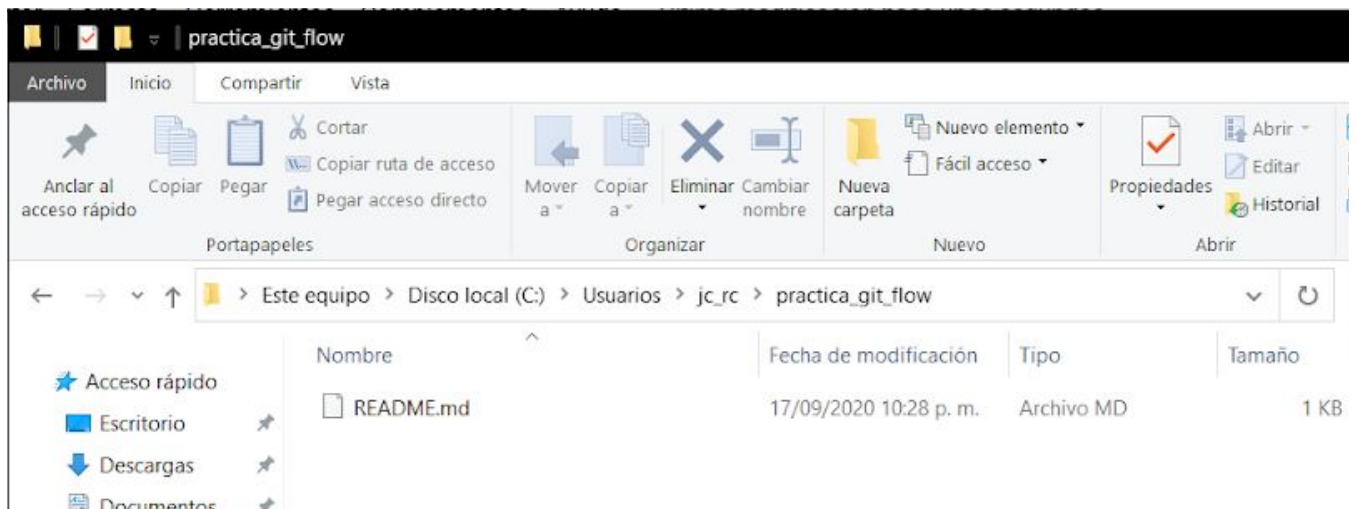 practica_git_flow
Archivo Inicio Compartir Vista
Anclar al acceso rápido
Copiar
Pegar
Cortar
Copiar ruta de acceso
Pegar acceso directo
Portapapeles
Mover a
Copiar a
Eliminar
Cambiar nombre
Organizar
Nueva carpeta
Nuevo elemento
Fácil acceso
Nuevo
Propiedades
Abrir
Editar
Historial
Abrir
Este equipo > Disco local (C:) > Usuarios > jc_rc > practica_git_flow
Nombre Fecha de modificación Tipo Tamaño
Acceso rápido
README.md 17/09/2020 10:28 p. m. Archivo MD 1 KB
Escritorio
Descargas
Documentos